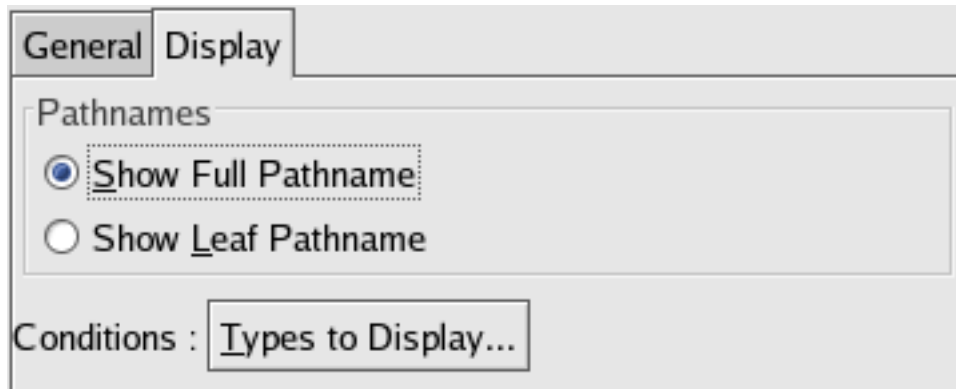 General Display
Pathnames
Show Full Pathname
Show Leaf Pathname
Conditions : Types to Display...